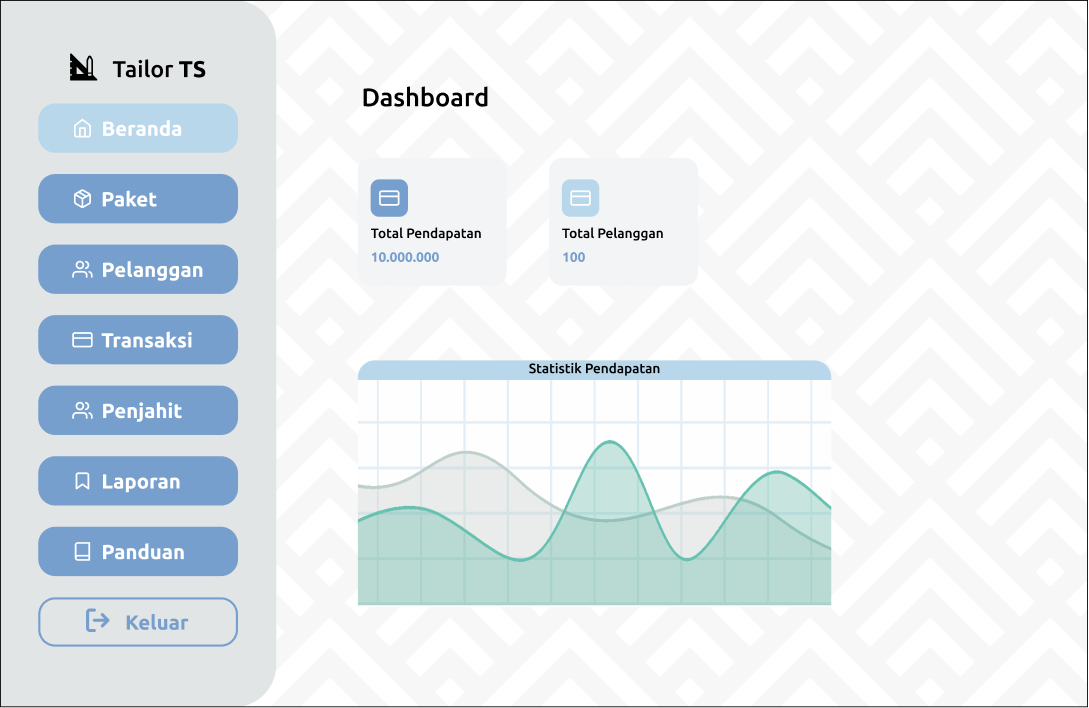 Tailor TS
Beranda
Paket
Pelanggan
Transaksi
Penjahit
Laporan
Panduan
Keluar
Dashboard
Total Pendapatan
10.000.000
Total Pelanggan
100
Statistik Pendapatan